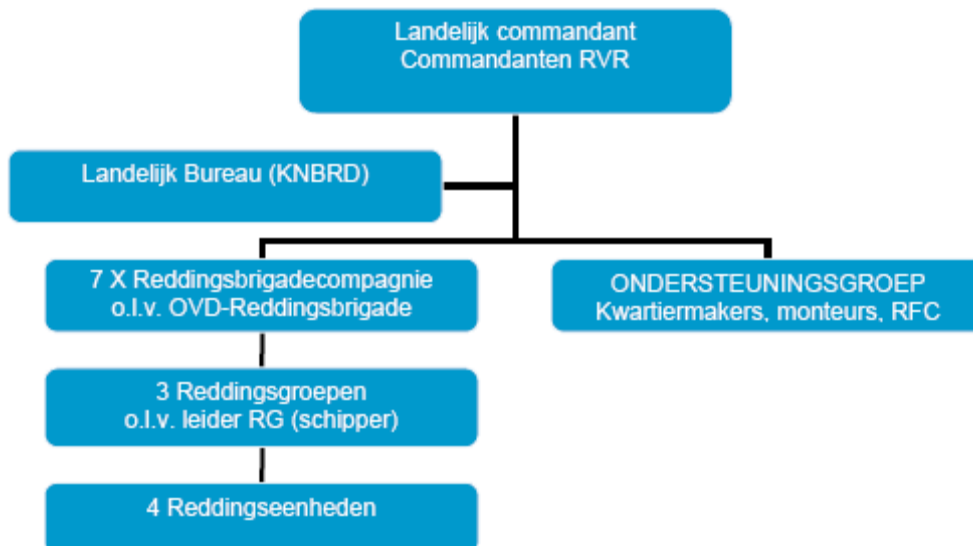 Landelijk commandant
Commandanten RVR
Landelijk Bureau (KNBRD)
7 X Reddingsbrigadecompagnie
o.l.v. OVD-Reddingsbrigade
ONDERSTEUNINGSGROEP
Kwartiermakers, monteurs, RFC
3 Reddingsgroepen
o.l.v. leider RG (schipper)
4 Reddingseenheden